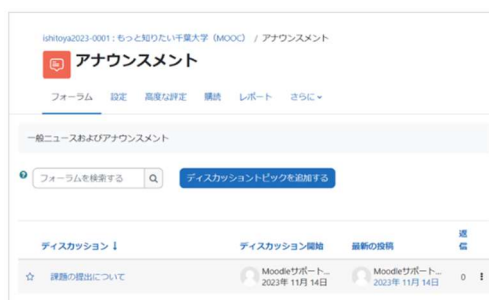 ishitoya2023-0001 : もっと知りたい千葉大学（MOOC） / アナウンスメント
アナウンスメント
フォーラム 設定 高度な評定 購読 レポート さらに
一般ニュースおよびアナウンスメント
フォーラムを検索する
ディスカッショントピックを追加する
ディスカッション ↓ ディスカッション開始 最新の投稿 返信
課題の提出について Moodleサポート... Moodleサポート... 0
2023年 11月 14日 2023年 11月 14日